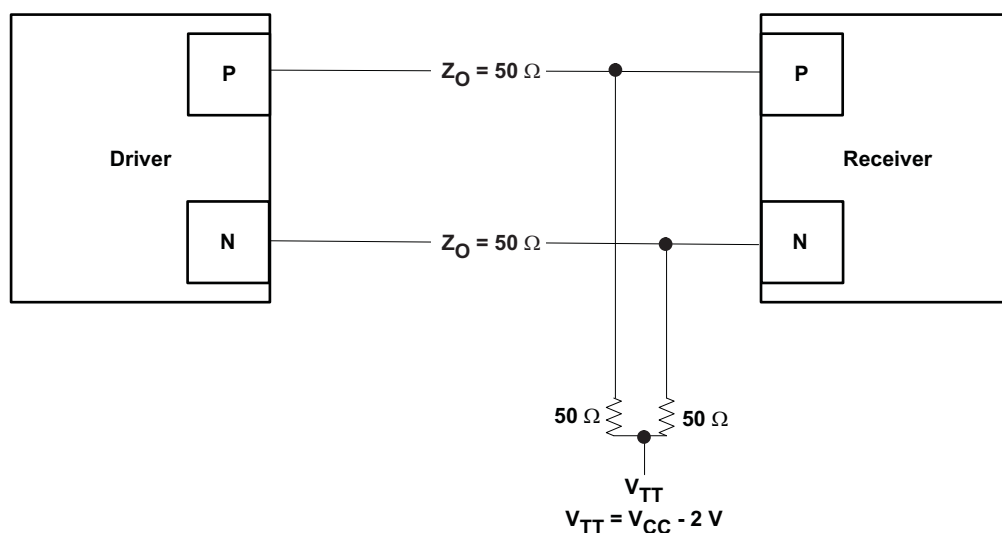 P
Z_O = 50 Ω
P
Driver
Receiver
N
Z_O = 50 Ω
N
50 Ω
50 Ω
V_TT
V_TT = V_CC - 2 V